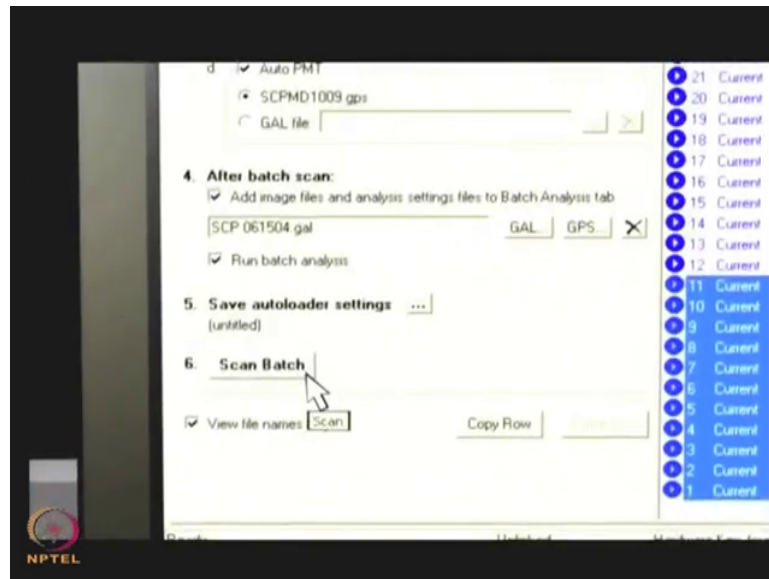 d Auto PMT
SCPMD1009 gps
GAL file
4. After batch scan:
Add image files and analysis settings files to Batch Analysis tab
SCP 061504 gal GAL... GPS... X
Run batch analysis
5. Save autoloader settings ...
(untitled)
6. Scan Batch
View file names Scan Copy Row
21 Current
20 Current
19 Current
18 Current
17 Current
16 Current
15 Current
14 Current
13 Current
12 Current
11 Current
10 Current
9 Current
8 Current
7 Current
6 Current
5 Current
4 Current
3 Current
2 Current
1 Current
NPTEL